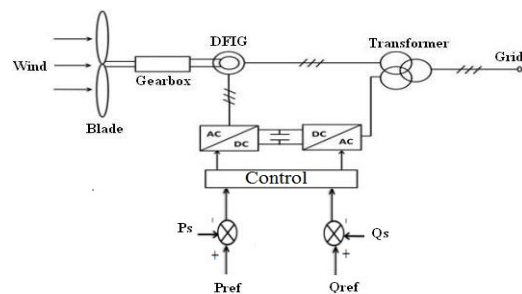 DFIG
Transformer
Wind
Grid
Gearbox
Blade
AC
DC
DC
AC
Control
Ps
-
-
Qs
+
+
Pref
Qref